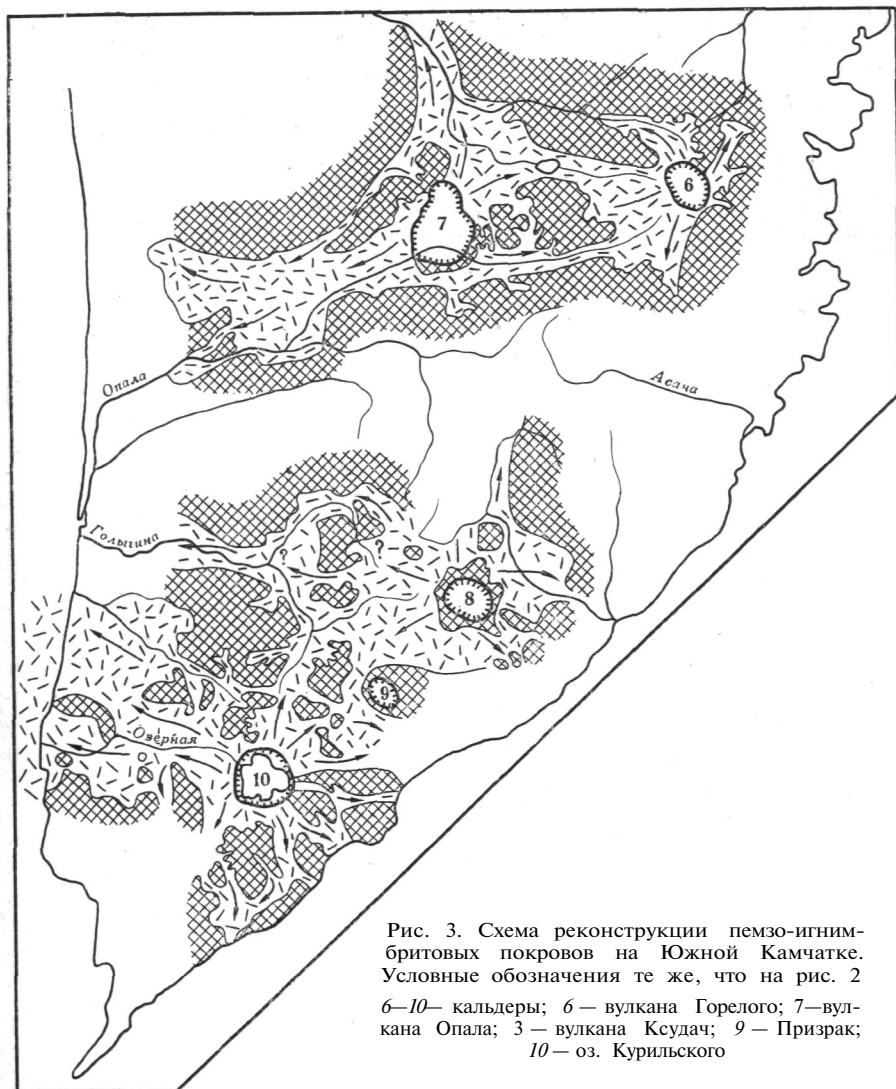 6
7
Опала
Асача
Голыгина
?
?
8
9
Озерная
10
Рис. 3. Схема реконструкции пемзо-игним-
бритовых покровов на Южной Камчатке.
Условные обозначения те же, что на рис. 2
6—10— кальдеры; 6 — вулкана Горелого; 7—вул-
кана Опала; 3 — вулкана Ксудач; 9 — Призрак;
10 — оз. Курильского